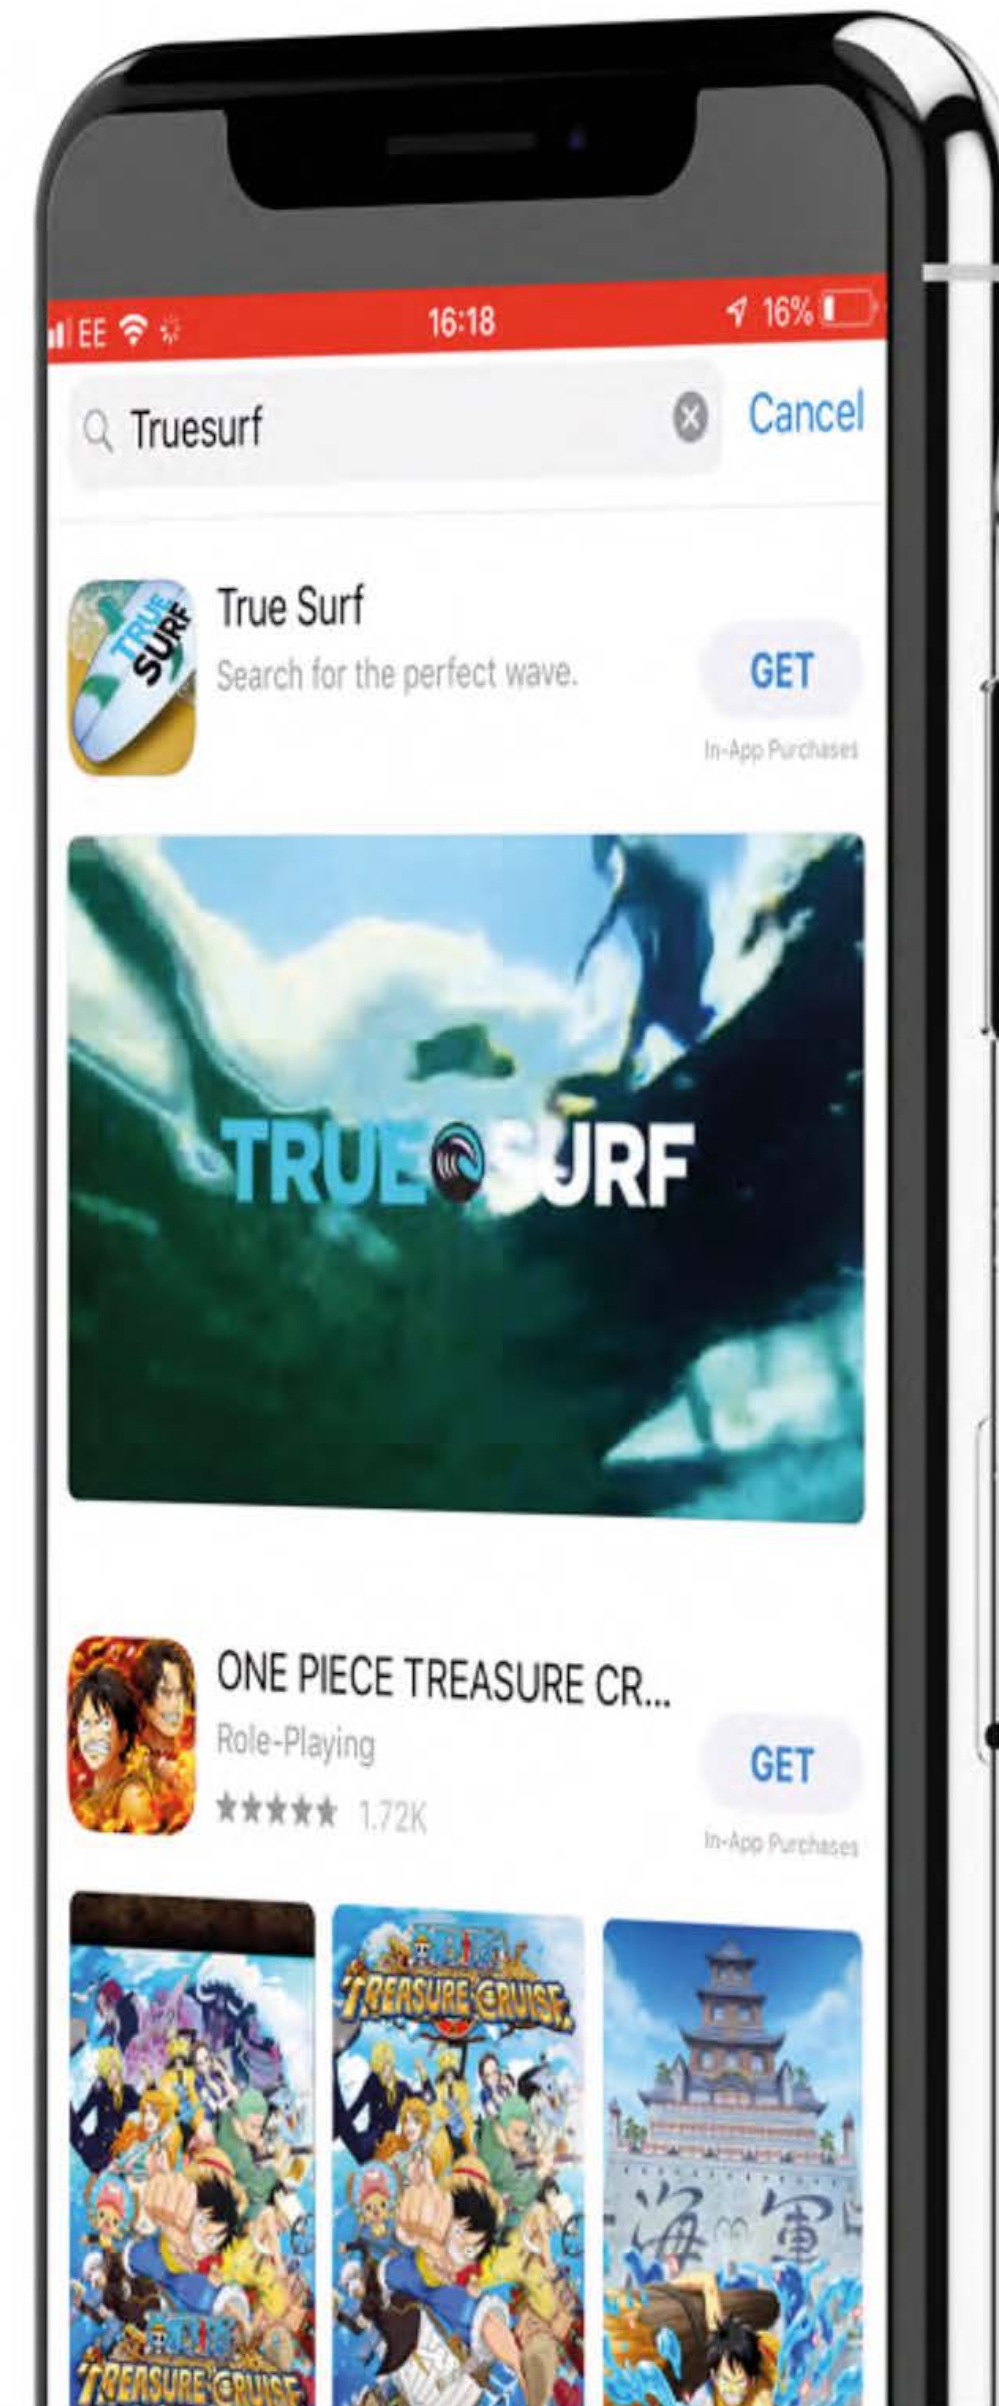 EE 16:18 16%
Truesurf Cancel
TRUE
SURF
True Surf
Search for the perfect wave.
GET
In-App Purchases
TRUE SURF
ONE PIECE TREASURE CR...
Role-Playing
1.72K
GET
In-App Purchases
TREASURE CRUISE
海軍
TREASURE CRUISE